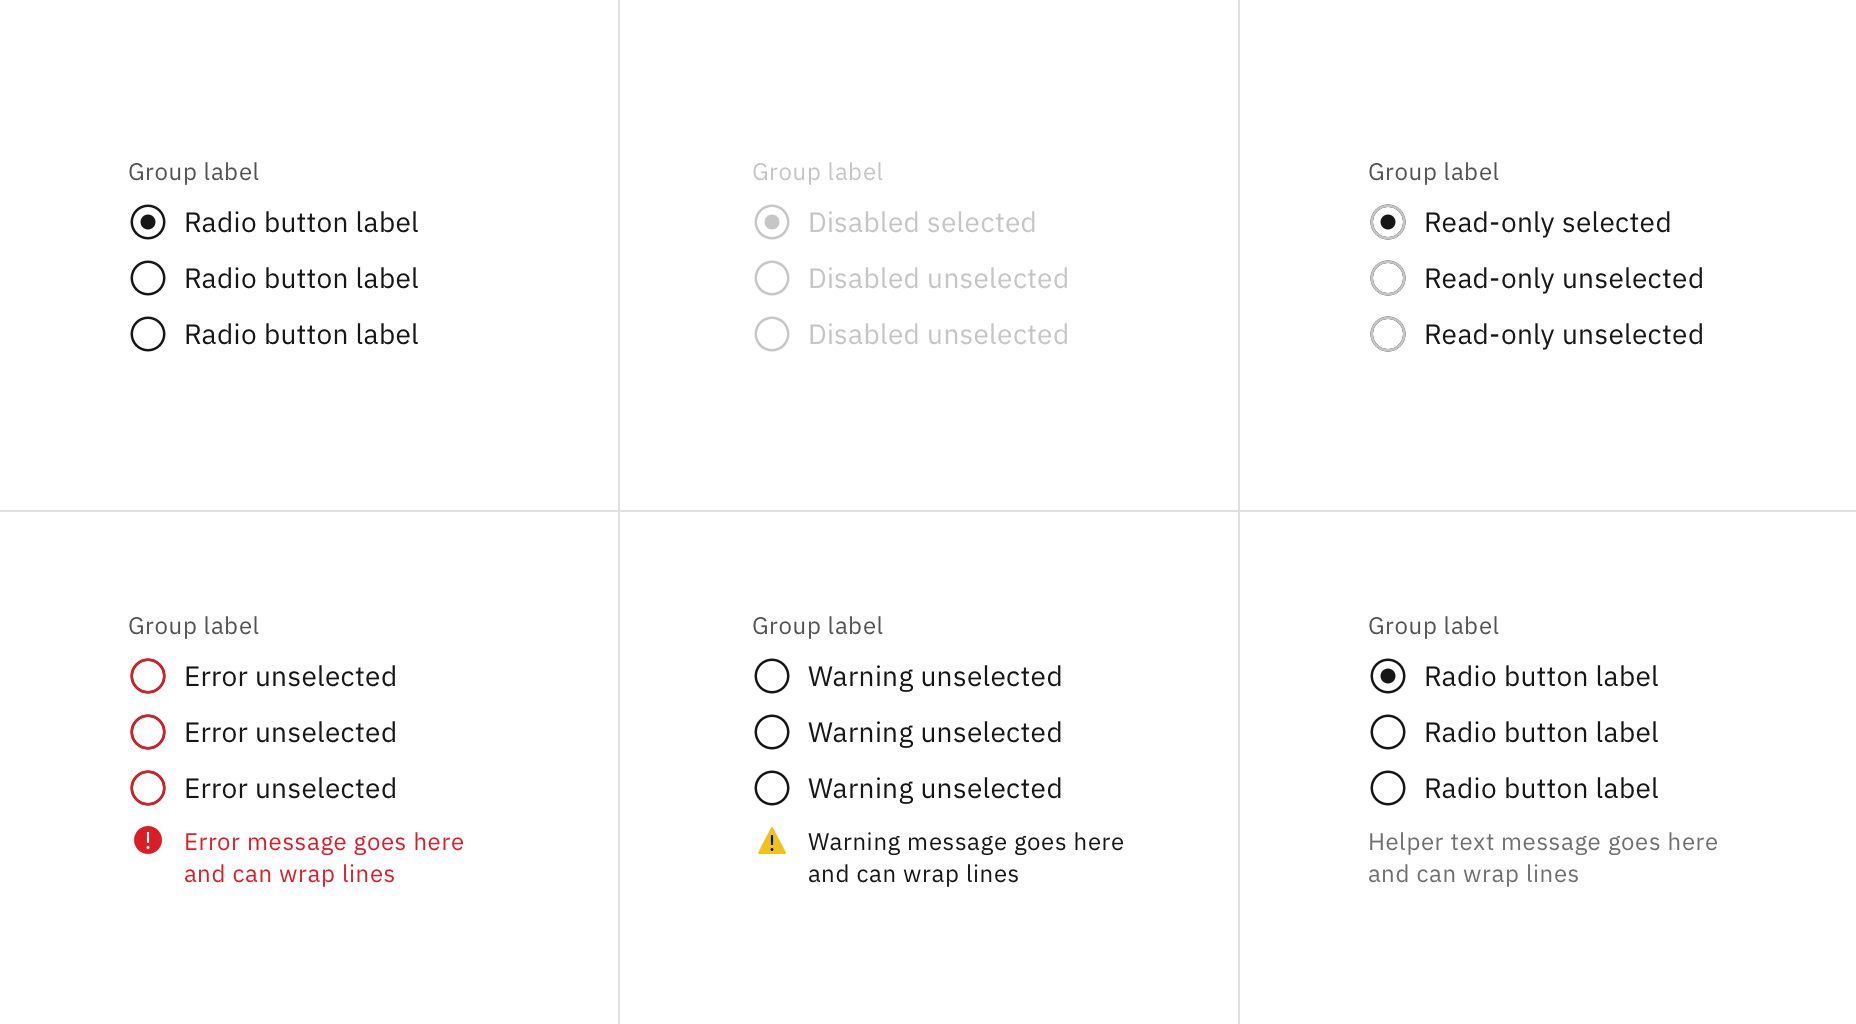 Group label
Radio button label
Radio button label
Radio button label
Group label
Disabled selected
Disabled unselected
Disabled unselected
Group label
Read-only selected
Read-only unselected
Read-only unselected
Group label
Error unselected
Error unselected
Error unselected
Error message goes here
and can wrap lines
Group label
Warning unselected
Warning unselected
Warning unselected
Warning message goes here
and can wrap lines
Group label
Radio button label
Radio button label
Radio button label
Helper text message goes here
and can wrap lines